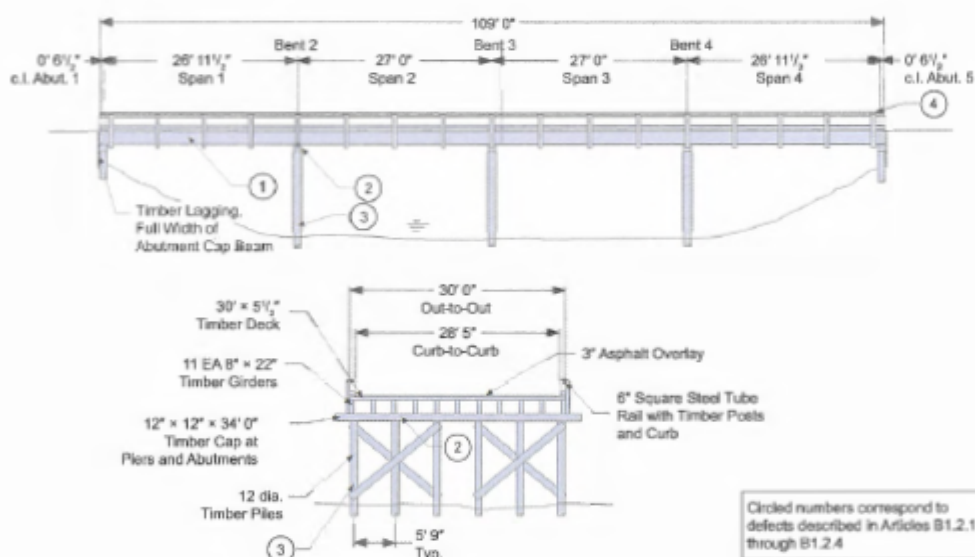 109' 0"
Bent 2
Bent 3
Bent 4
0' 6½"
26' 11½"
27' 0"
27' 0"
26' 11½"
0' 6½"
c.l. Abut. 1
Span 1
Span 2
Span 3
Span 4
c.l. Abut. 5
4
1
2
3
Timber Lagging,
Full Width of
Abutment Cap Beam
30' 0"
Out-to-Out
30' × 5½"
Timber Deck
28' 5"
Curb-to-Curb
3" Asphalt Overlay
11 EA 8" × 22"
Timber Girders
6" Square Steel Tube
Rail with Timber Posts
and Curb
12" × 12" × 34' 0"
Timber Cap at
Piers and Abutments
2
12 dia.
Timber Piles
3
5' 9"
Typ.
Circled numbers correspond to
defects described in Articles B1.2.1
through B1.2.4